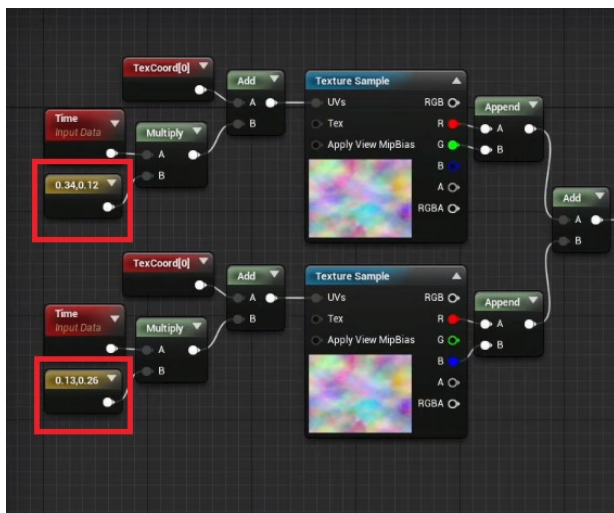 TexCoord[0]
Add
Texture Sample
A
UVs
RGB
Append
Time
Input Data
Multiply
B
Tex
R
A
A
Apply View MipBias
G
B
0.34,0.12
B
B
A
Add
RGBA
A
B
TexCoord[0]
Add
Texture Sample
A
UVs
RGB
Append
Time
Input Data
Multiply
B
Tex
R
A
A
Apply View MipBias
G
B
0.13,0.26
B
B
A
RGBA